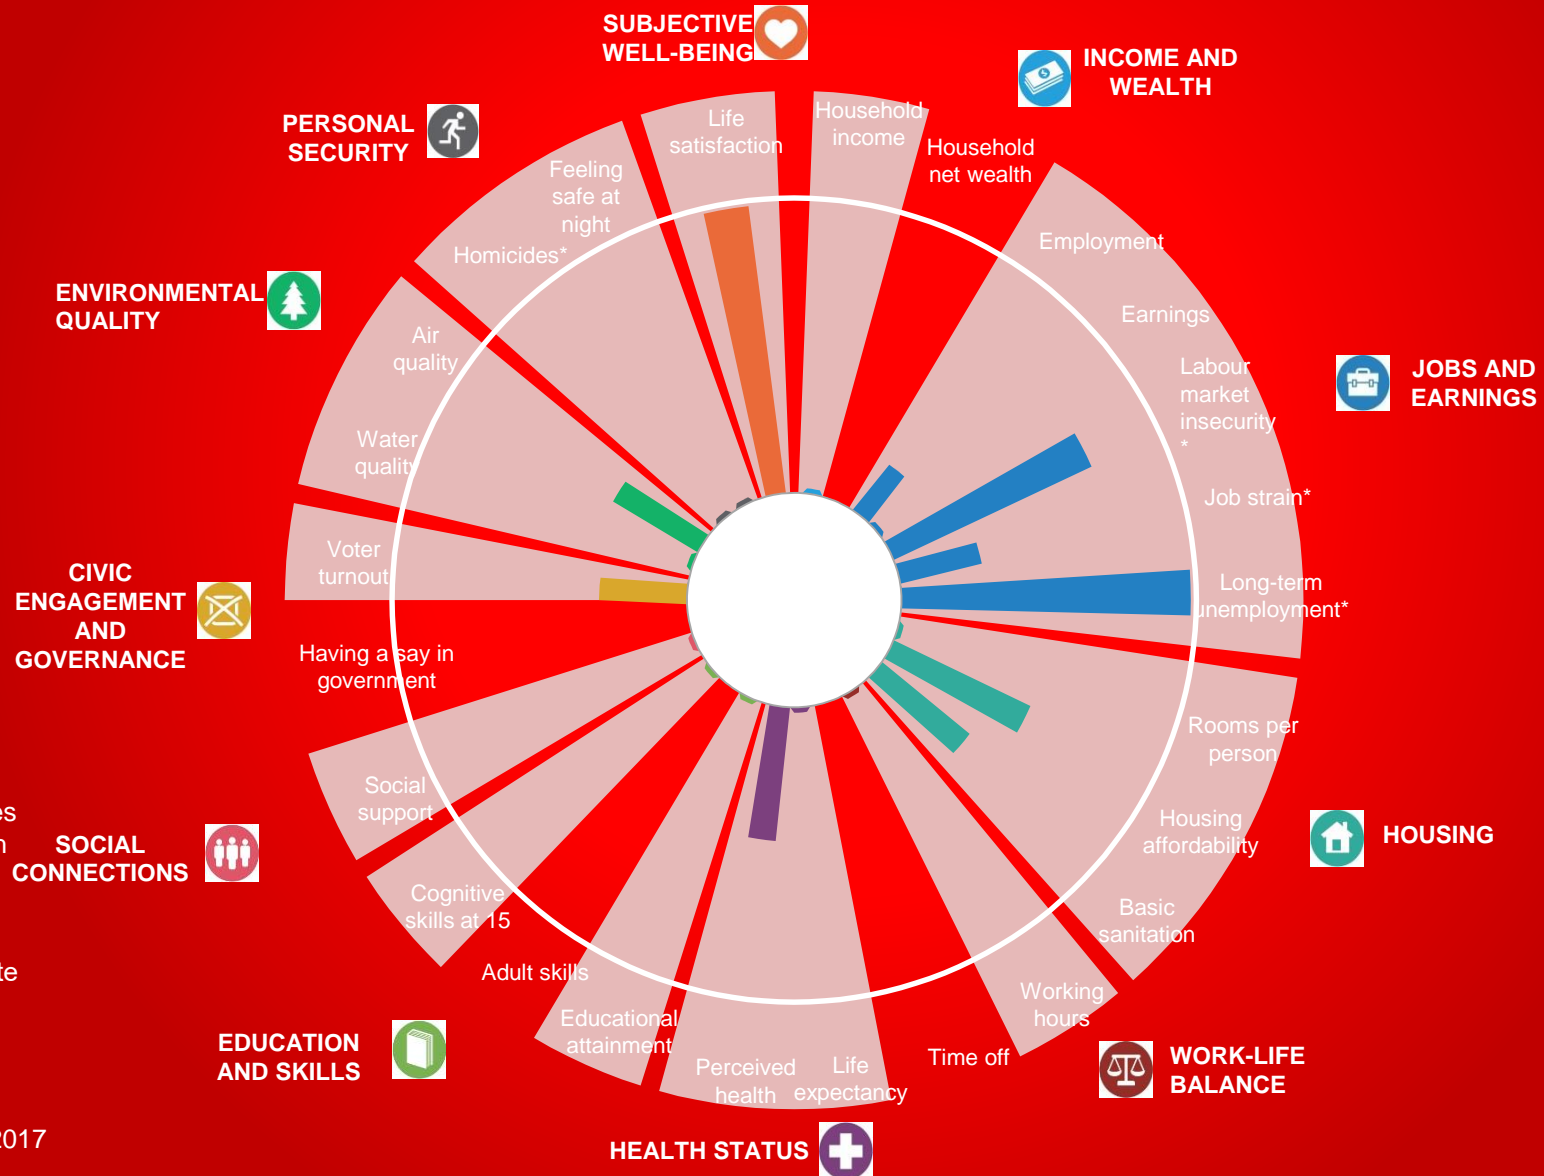 SUBJECTIVE
WELL-BEING
INCOME AND
WEALTH
PERSONAL
SECURITY
Life
satisfaction
Household
income
Household
net wealth
Feeling
safe at
night
Homicides*
Employment
ENVIRONMENTAL
QUALITY
Air
quality
Earnings
Labour
market
insecurity
*
JOBS AND
EARNINGS
Water
quality
Job strain*
Voter
turnout
CIVIC
ENGAGEMENT
AND
GOVERNANCE
Long-term
unemployment*
Having a say in
government
Rooms per
person
Social
support
Housing
affordability
SOCIAL
CONNECTIONS
HOUSING
Cognitive
skills at 15
Basic
sanitation
Adult skills
Working
hours
Educational
attainment
EDUCATION
AND SKILLS
Perceived
health
Life
expectancy
Time off
WORK-LIFE
BALANCE
2017
HEALTH STATUS